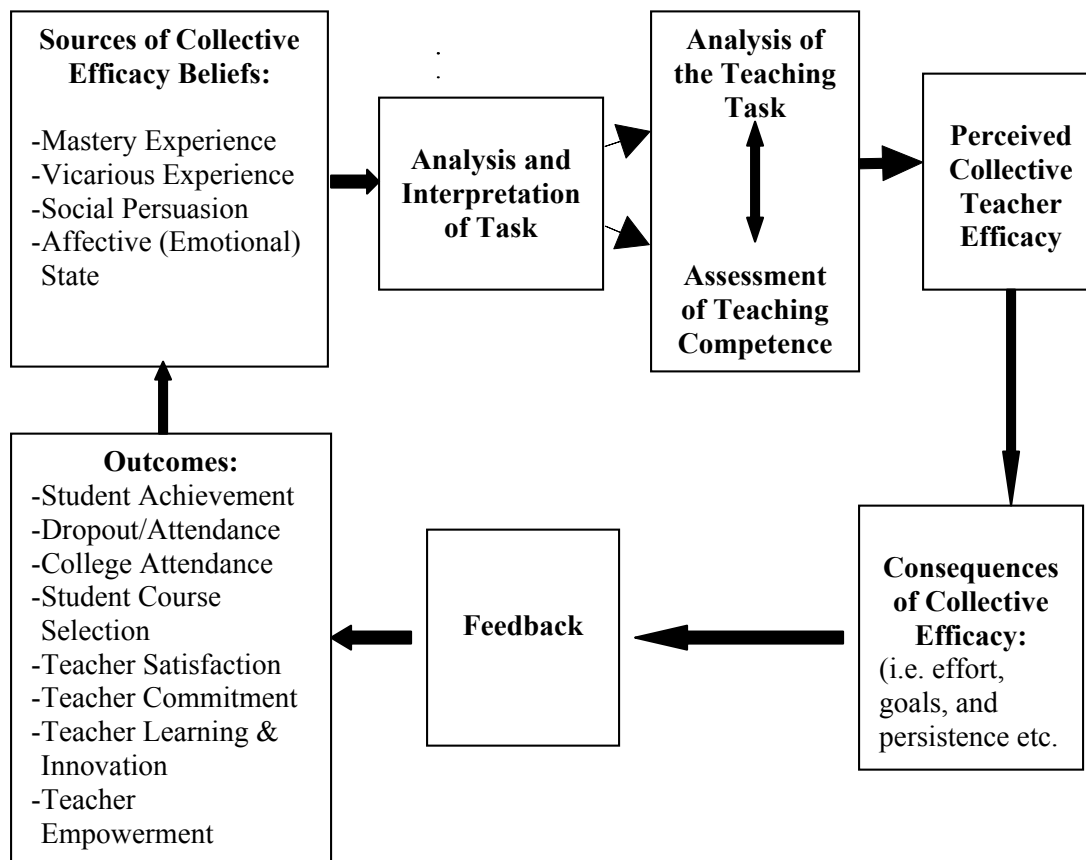 Sources of Collective
Efficacy Beliefs:
-Mastery Experience
-Vicarious Experience
-Social Persuasion
-Affective (Emotional)
State
Analysis and
Interpretation
of Task
Analysis of
the Teaching
Task
Assessment
of Teaching
Competence
Perceived
Collective
Teacher
Efficacy
Consequences
of Collective
Efficacy:
(i.e. effort,
goals, and
persistence etc.
Feedback
Outcomes:
-Student Achievement
-Dropout/Attendance
-College Attendance
-Student Course
Selection
-Teacher Satisfaction
-Teacher Commitment
-Teacher Learning &
Innovation
-Teacher
Empowerment